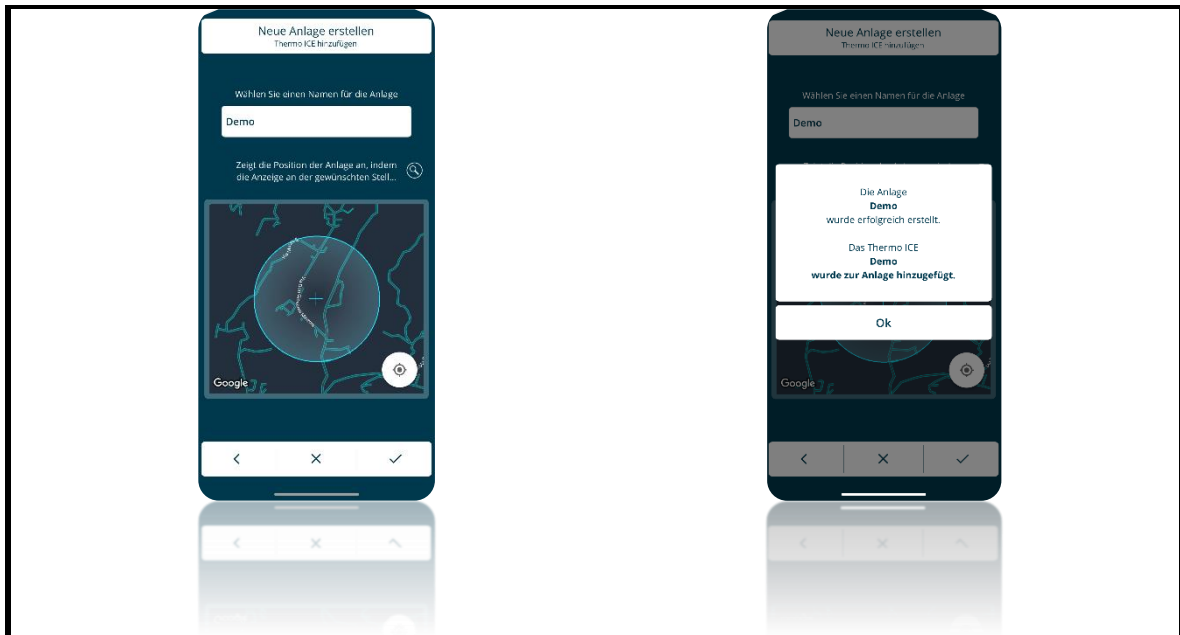 Neue Anlage erstellen
Thermo ICE hinzufügen
Wählen Sie einen Namen für die Anlage
Demo
Zeigt die Position der Anlage an, indem
die Anzeige an der gewünschten Stell...
Google
Neue Anlage erstellen
Thermo ICE hinzufügen
Wählen Sie einen Namen für die Anlage
Demo
Die Anlage
Demo
wurde erfolgreich erstellt.
Das Thermo ICE
Demo
wurde zur Anlage hinzugefügt.
Ok
Google